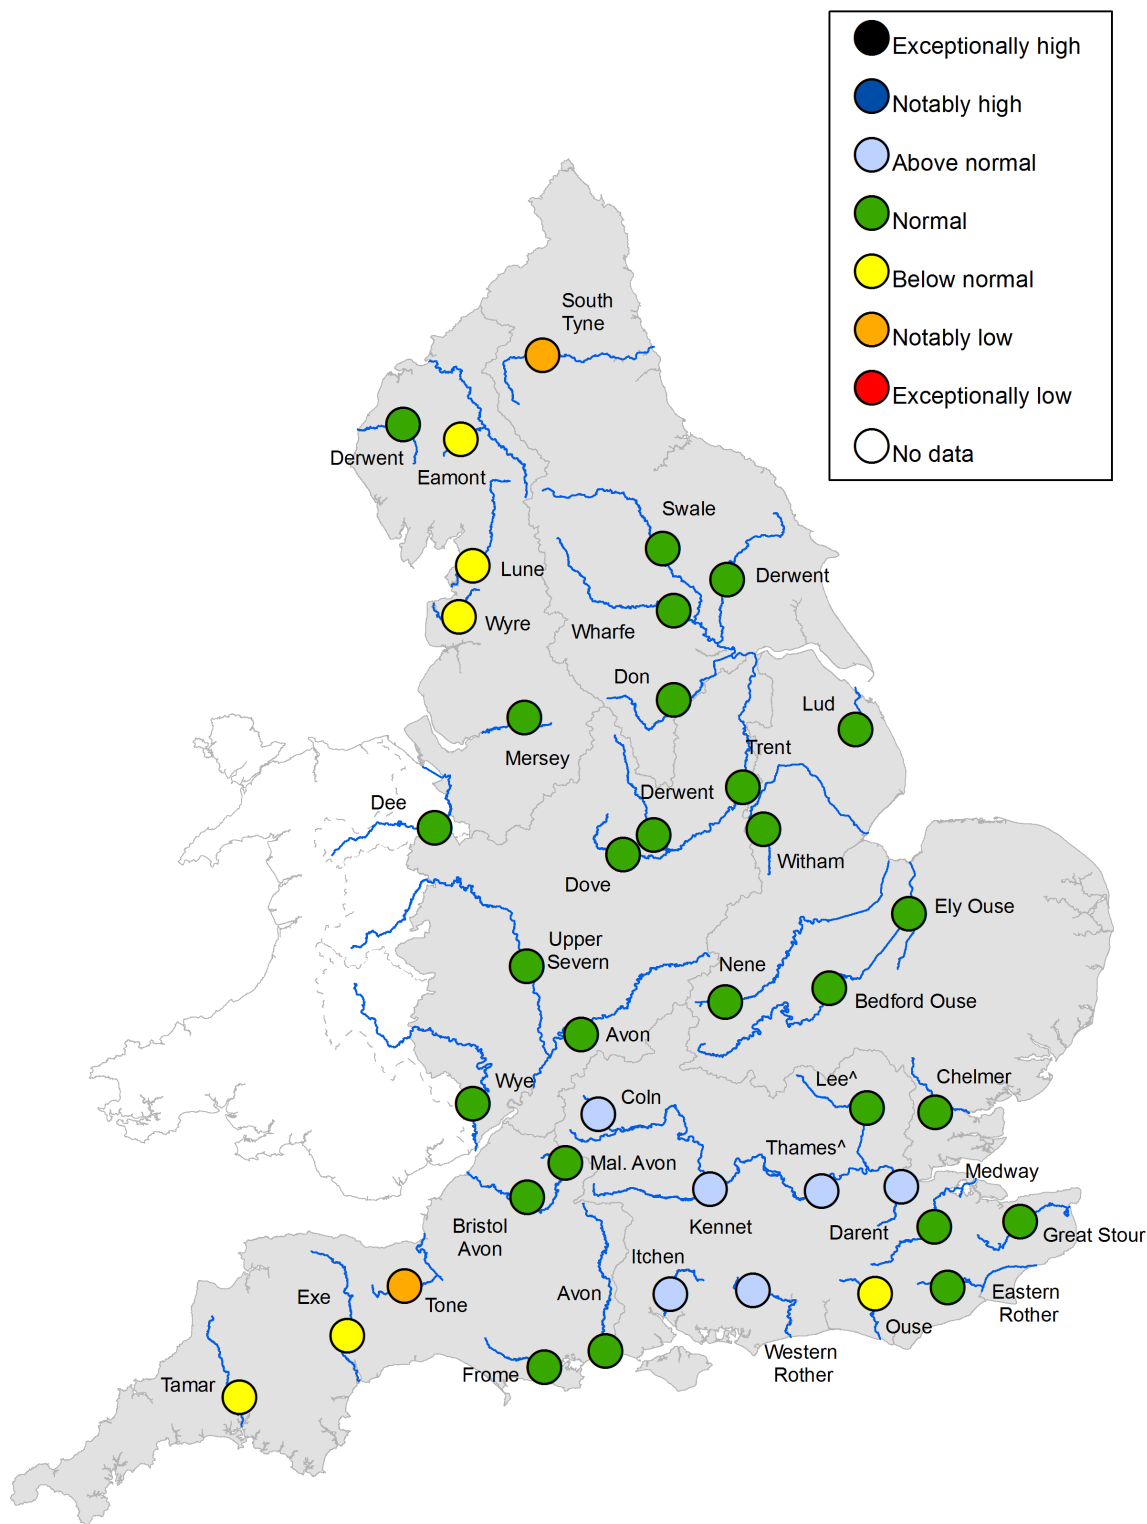 Exceptionally high
Notably high
Above normal
Normal
Below normal
Notably low
Exceptionally low
No data
South
Tyne
Derwent
Eamont
Swale
Lune
Derwent
Wyre
Wharfe
Don
Lud
Mersey
Trent
Derwent
Dee
Witham
Dove
Ely Ouse
Upper
Severn
Nene
Bedford Ouse
Avon
Wye
Coln
Lee^
Chelmer
Thames^
Mal. Avon
Medway
Bristol
Avon
Kennet
Darent
Great Stour
Itchen
Exe
Tone
Avon
Ouse
Eastern
Rother
Western
Rother
Frome
Tamar